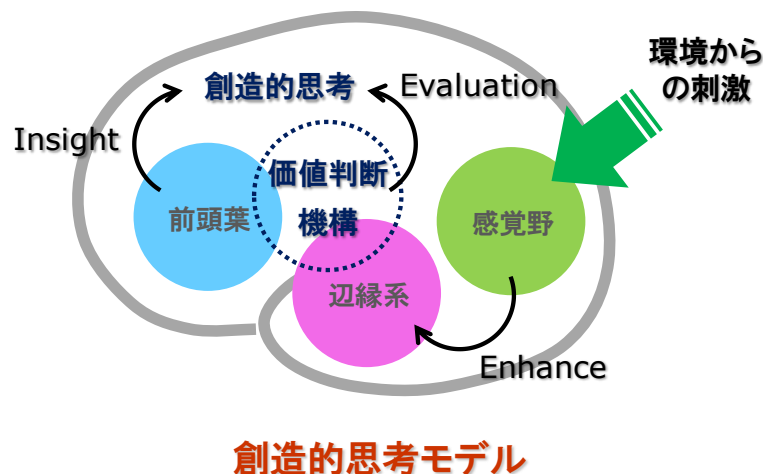 環境から
の刺激
創造的思考
Evaluation
Insight
価値判断
機構
前頭葉
感覚野
辺縁系
Enhance
創造的思考モデル